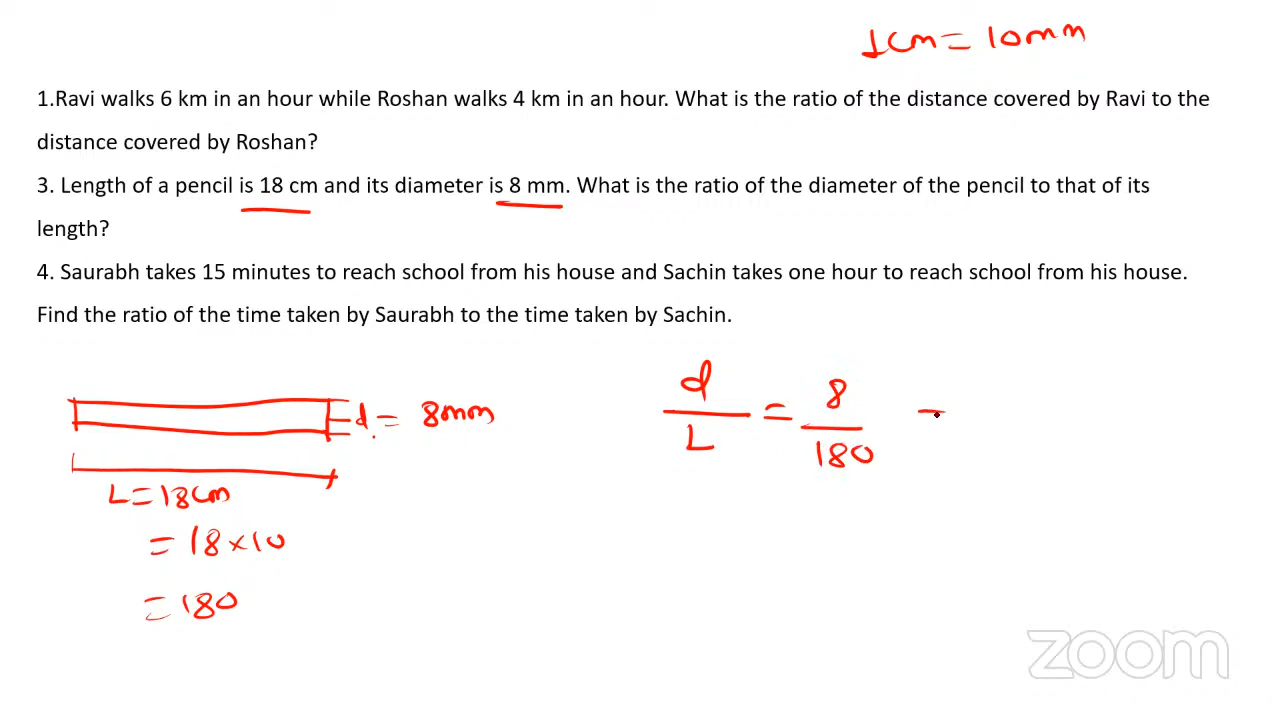 1cm = 10mm
1.Ravi walks 6 km in an hour while Roshan walks 4 km in an hour. What is the ratio of the distance covered by Ravi to the
distance covered by Roshan?
3. Length of a pencil is 18 cm and its diameter is 8 mm. What is the ratio of the diameter of the pencil to that of its
length?
4. Saurabh takes 15 minutes to reach school from his house and Sachin takes one hour to reach school from his house.
Find the ratio of the time taken by Saurabh to the time taken by Sachin.
d = 8mm
L = 18cm
= 18 × 10
= 180
d/L = 8/180
zoom